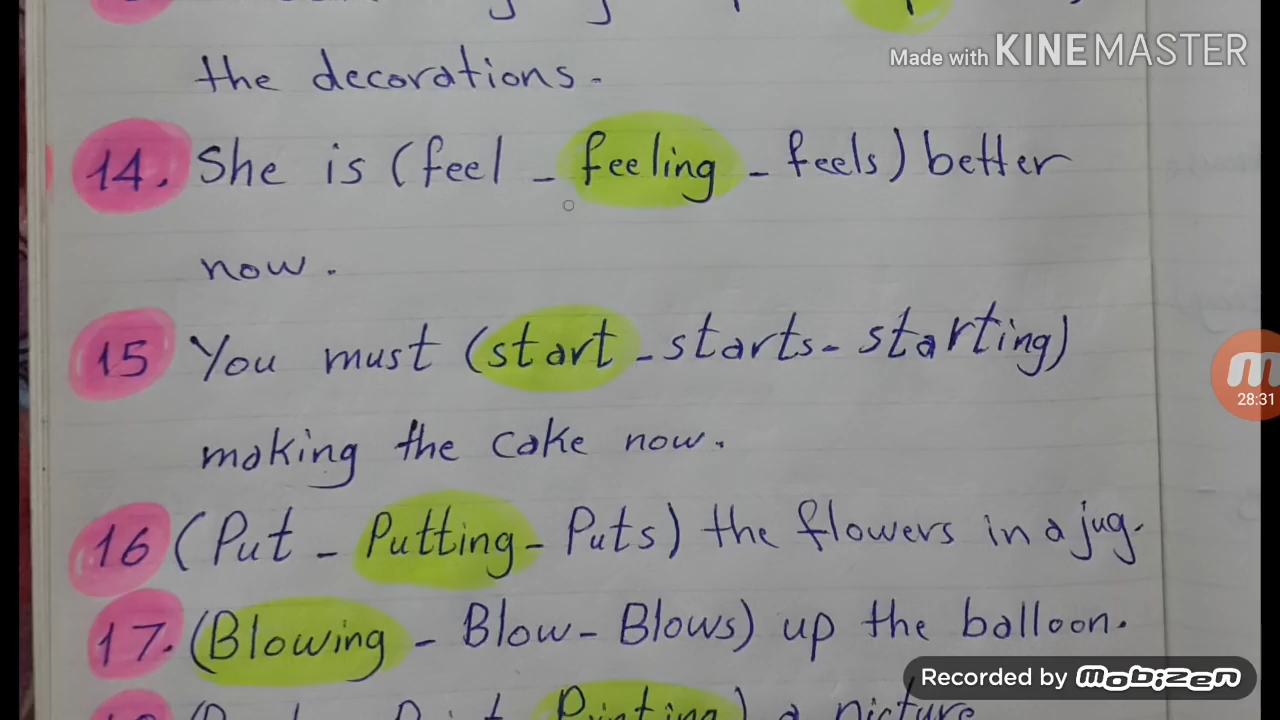 Made with KINEMASTER
the decorations.
14. She is (feel - feeling - feels) better
now.
15 You must (start - starts - starting)
making the cake now.
16 (Put - Putting - Puts) the flowers in a jug.
17. (Blowing - Blow - Blows) up the balloon.
28:31
Recorded by mobizen
Printing) a picture